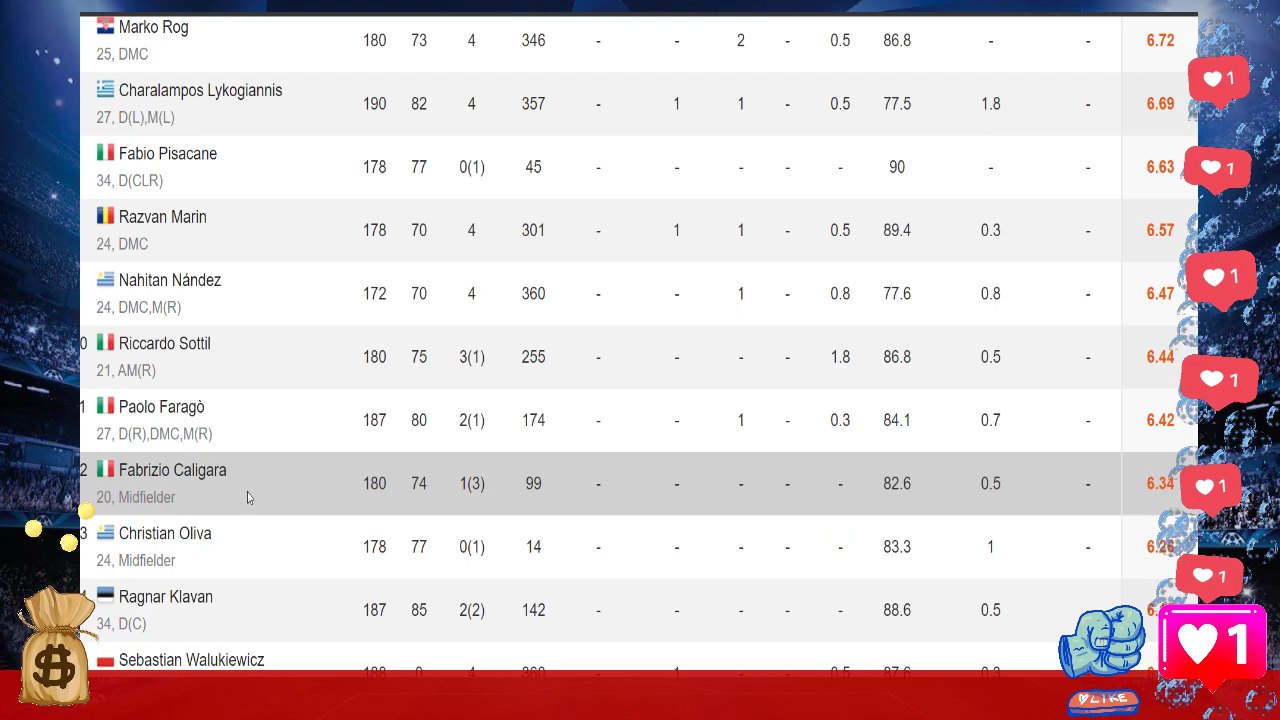 Marko Rog 180 73 4 346 - - 2 - 0.5 86.8 - - 6.72
25, DMC
Charalampos Lykogiannis 190 82 4 357 - 1 1 - 0.5 77.5 1.8 - 6.69
27, D(L),M(L)
Fabio Pisacane 178 77 0(1) 45 - - - - - 90 - - 6.63
34, D(CLR)
Razvan Marin 178 70 4 301 - 1 1 - 0.5 89.4 0.3 - 6.57
24, DMC
Nahitan Nández 172 70 4 360 - - 1 - 0.8 77.6 0.8 - 6.47
24, DMC,M(R)
0 Riccardo Sottil 180 75 3(1) 255 - - - - 1.8 86.8 0.5 - 6.44
21, AM(R)
1 Paolo Faragò 187 80 2(1) 174 - - 1 - 0.3 84.1 0.7 - 6.42
27, D(R),DMC,M(R)
2 Fabrizio Caligara 180 74 1(3) 99 - - - - - 82.6 0.5 - 6.34
20, Midfielder
3 Christian Oliva 178 77 0(1) 14 - - - - - 83.3 1 - 6.26
24, Midfielder
Ragnar Klavan 187 85 2(2) 142 - - - - - 88.6 0.5 -
34, D(C)
Sebastian Walukiewicz
1
1
1
1
1
1
1
LIKE